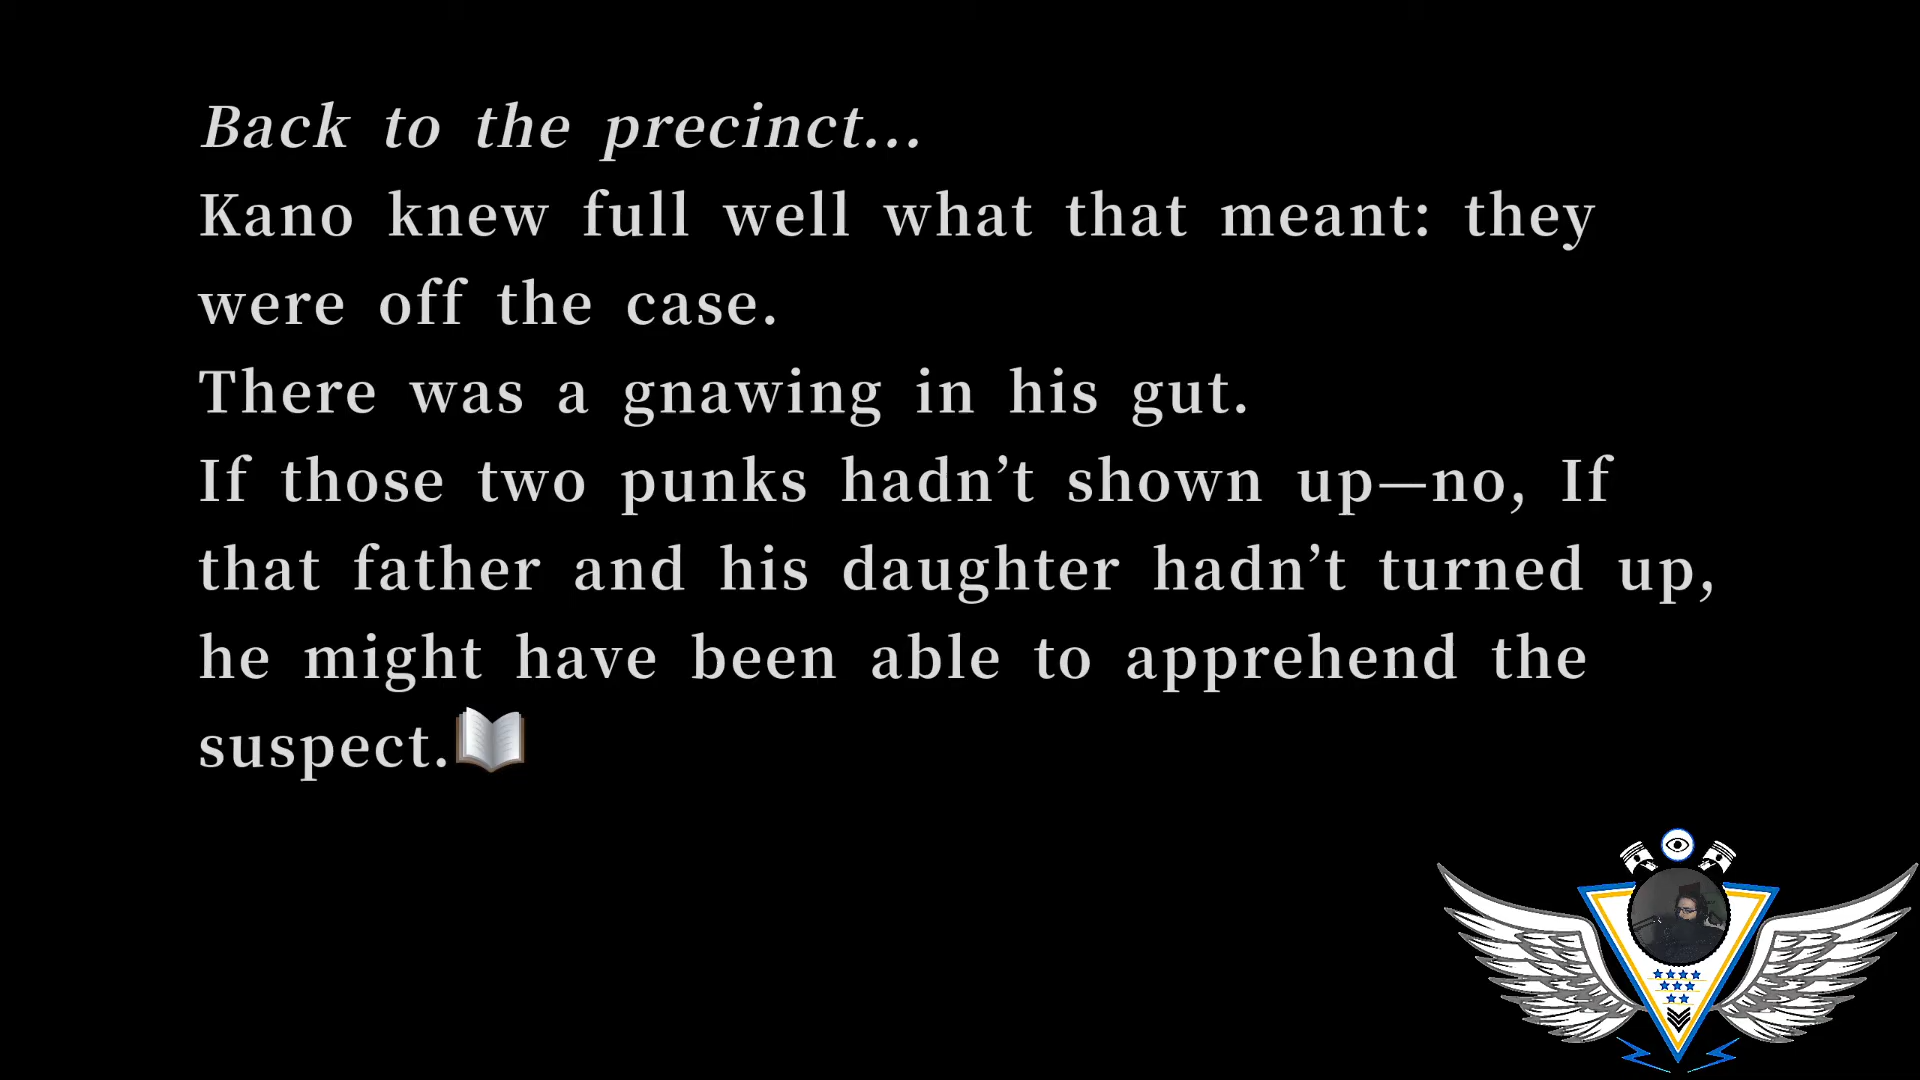 Back to the precinct...
Kano knew full well what that meant: they
were off the case.
There was a gnawing in his gut.
If those two punks hadn’t shown up—no, If
that father and his daughter hadn’t turned up,
he might have been able to apprehend the
suspect.